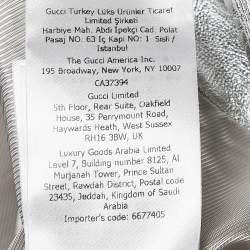 Gucci Turkey Lüks Ürünler Ticaret
Limited Şirketi
Harbiye Mah. Abdi İpekçi Cad. Polat
Pasaj NO: 63 İç Kapı NO: 1 Şişli /
İstanbul
The Gucci America Inc.
195 Broadway, New York, NY 10007
CA37394
Gucci Limited
5th Floor, Rear Suite, Oakfield
House, 35 Perrymount Road,
Haywards Heath, West Sussex
RH16 3BW, UK
Luxury Goods Arabia Limited
Level 7, building number 8125, Al
Murjanah Tower, Prince Sultan
Street, Rawdah District, Postal code
23435, Jeddah, Kingdom of Saudi
Arabia
Importer's code: 6677405